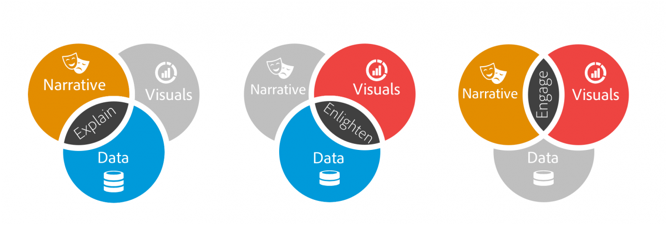 Narrative
Visuals
Explain
Data
Narrative
Visuals
Enlighten
Data
Narrative
Visuals
Engage
Data